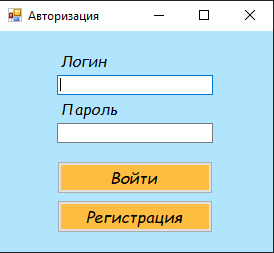 Авторизация
Логин
Пароль
Войти
Регистрация